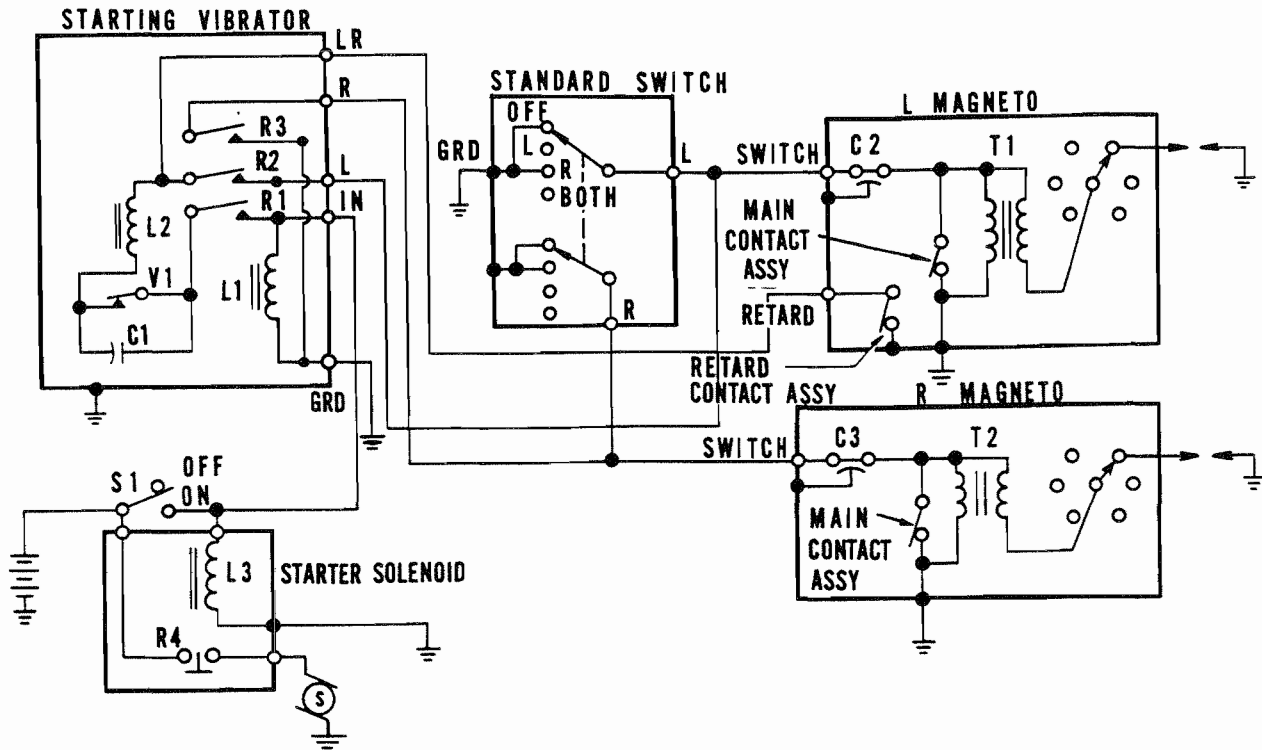 STARTING VIBRATOR
LR
R
R3
R2
L
R1
IN
L2
V1
L1
C1
GRD
STANDARD SWITCH
OFF
L
R
BOTH
GRD
L
R
L MAGNETO
SWITCH
C2
T1
MAIN
CONTACT
ASSY
RETARD
RETARD
CONTACT ASSY
R MAGNETO
SWITCH
C3
T2
MAIN
CONTACT
ASSY
S1
OFF
ON
L3
STARTER SOLENOID
R4
S